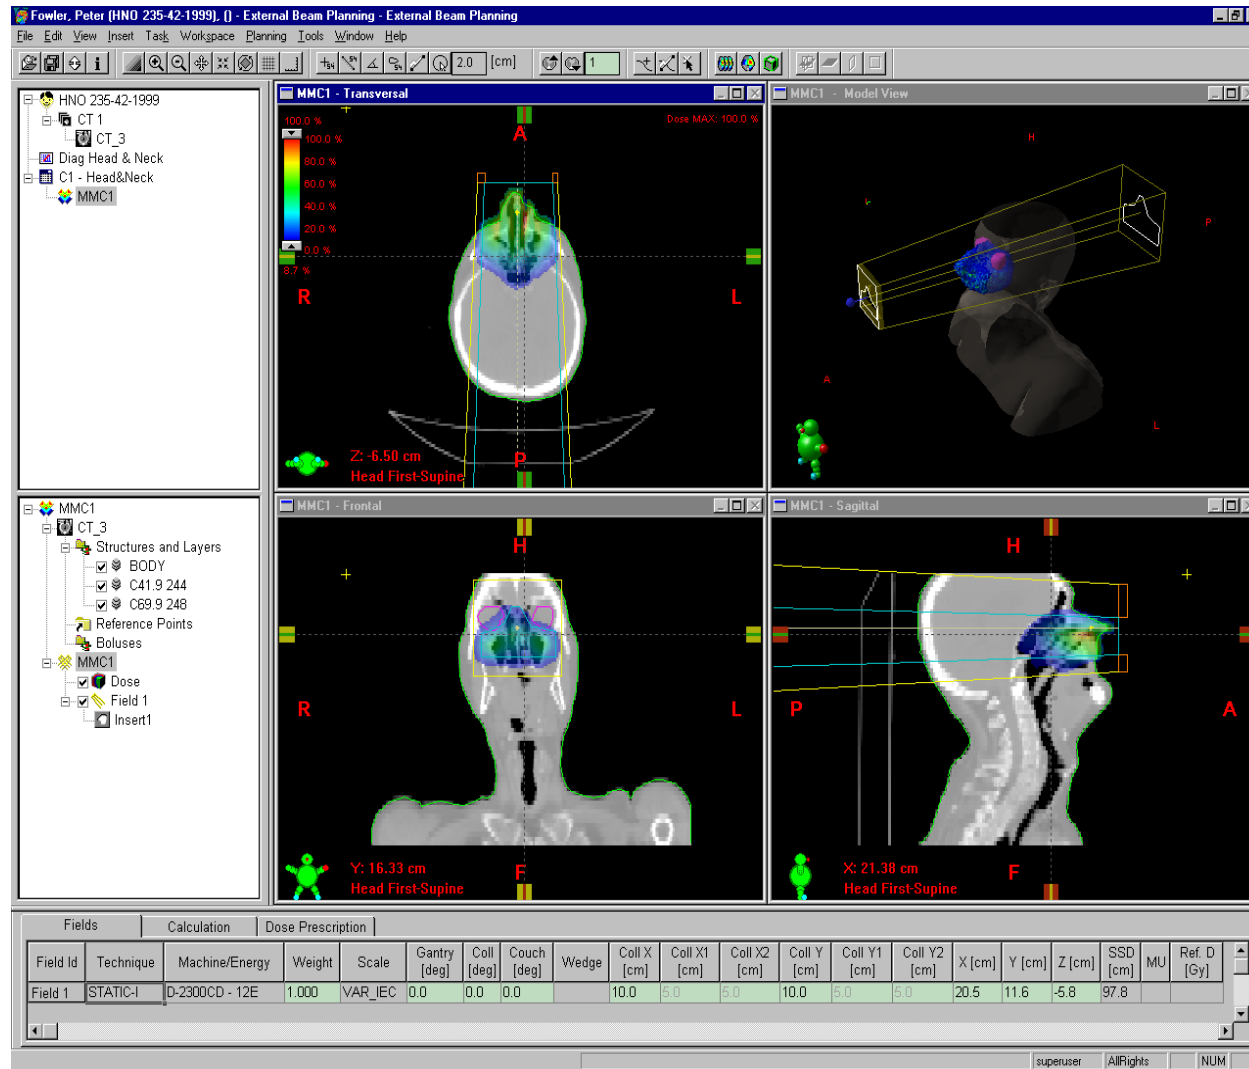 Fowler, Peter (HNO 235-42-1999), () - External Beam Planning - External Beam Planning
File Edit View Insert Task Workspace Planning Tools Window Help
2.0 [cm] 1
HNO 235-42-1999
CT 1
CT_3
Diag Head & Neck
C1 - Head&Neck
MMC1
MMC1 - Transversal
100.0 %
100.0 %
80.0 %
60.0 %
40.0 %
20.0 %
0.0 %
8.7 %
Dose MAX: 100.0 %
A
R
L
P
Z: -6.50 cm
Head First-Supine
MMC1 - Model View
H
P
A
L
MMC1
CT_3
Structures and Layers
BODY
C41.9 244
C69.9 248
Reference Points
Boluses
MMC1
Dose
Field 1
Insert1
MMC1 - Frontal
H
R
L
F
Y: 16.33 cm
Head First-Supine
MMC1 - Sagittal
H
P
A
F
X: 21.38 cm
Head First-Supine
Fields Calculation Dose Prescription
Field Id Technique Machine/Energy Weight Scale Gantry [deg] Coll [deg] Couch [deg] Wedge Coll X [cm] Coll X1 [cm] Coll X2 [cm] Coll Y [cm] Coll Y1 [cm] Coll Y2 [cm] X [cm] Y [cm] Z [cm] SSD [cm] MU Ref. D [Gy]
Field 1 STATIC-I D-2300CD - 12E 1.000 VAR_IEC 0.0 0.0 0.0 10.0 5.0 5.0 10.0 5.0 5.0 20.5 11.6 -5.8 97.8
superuser AllRights NUM